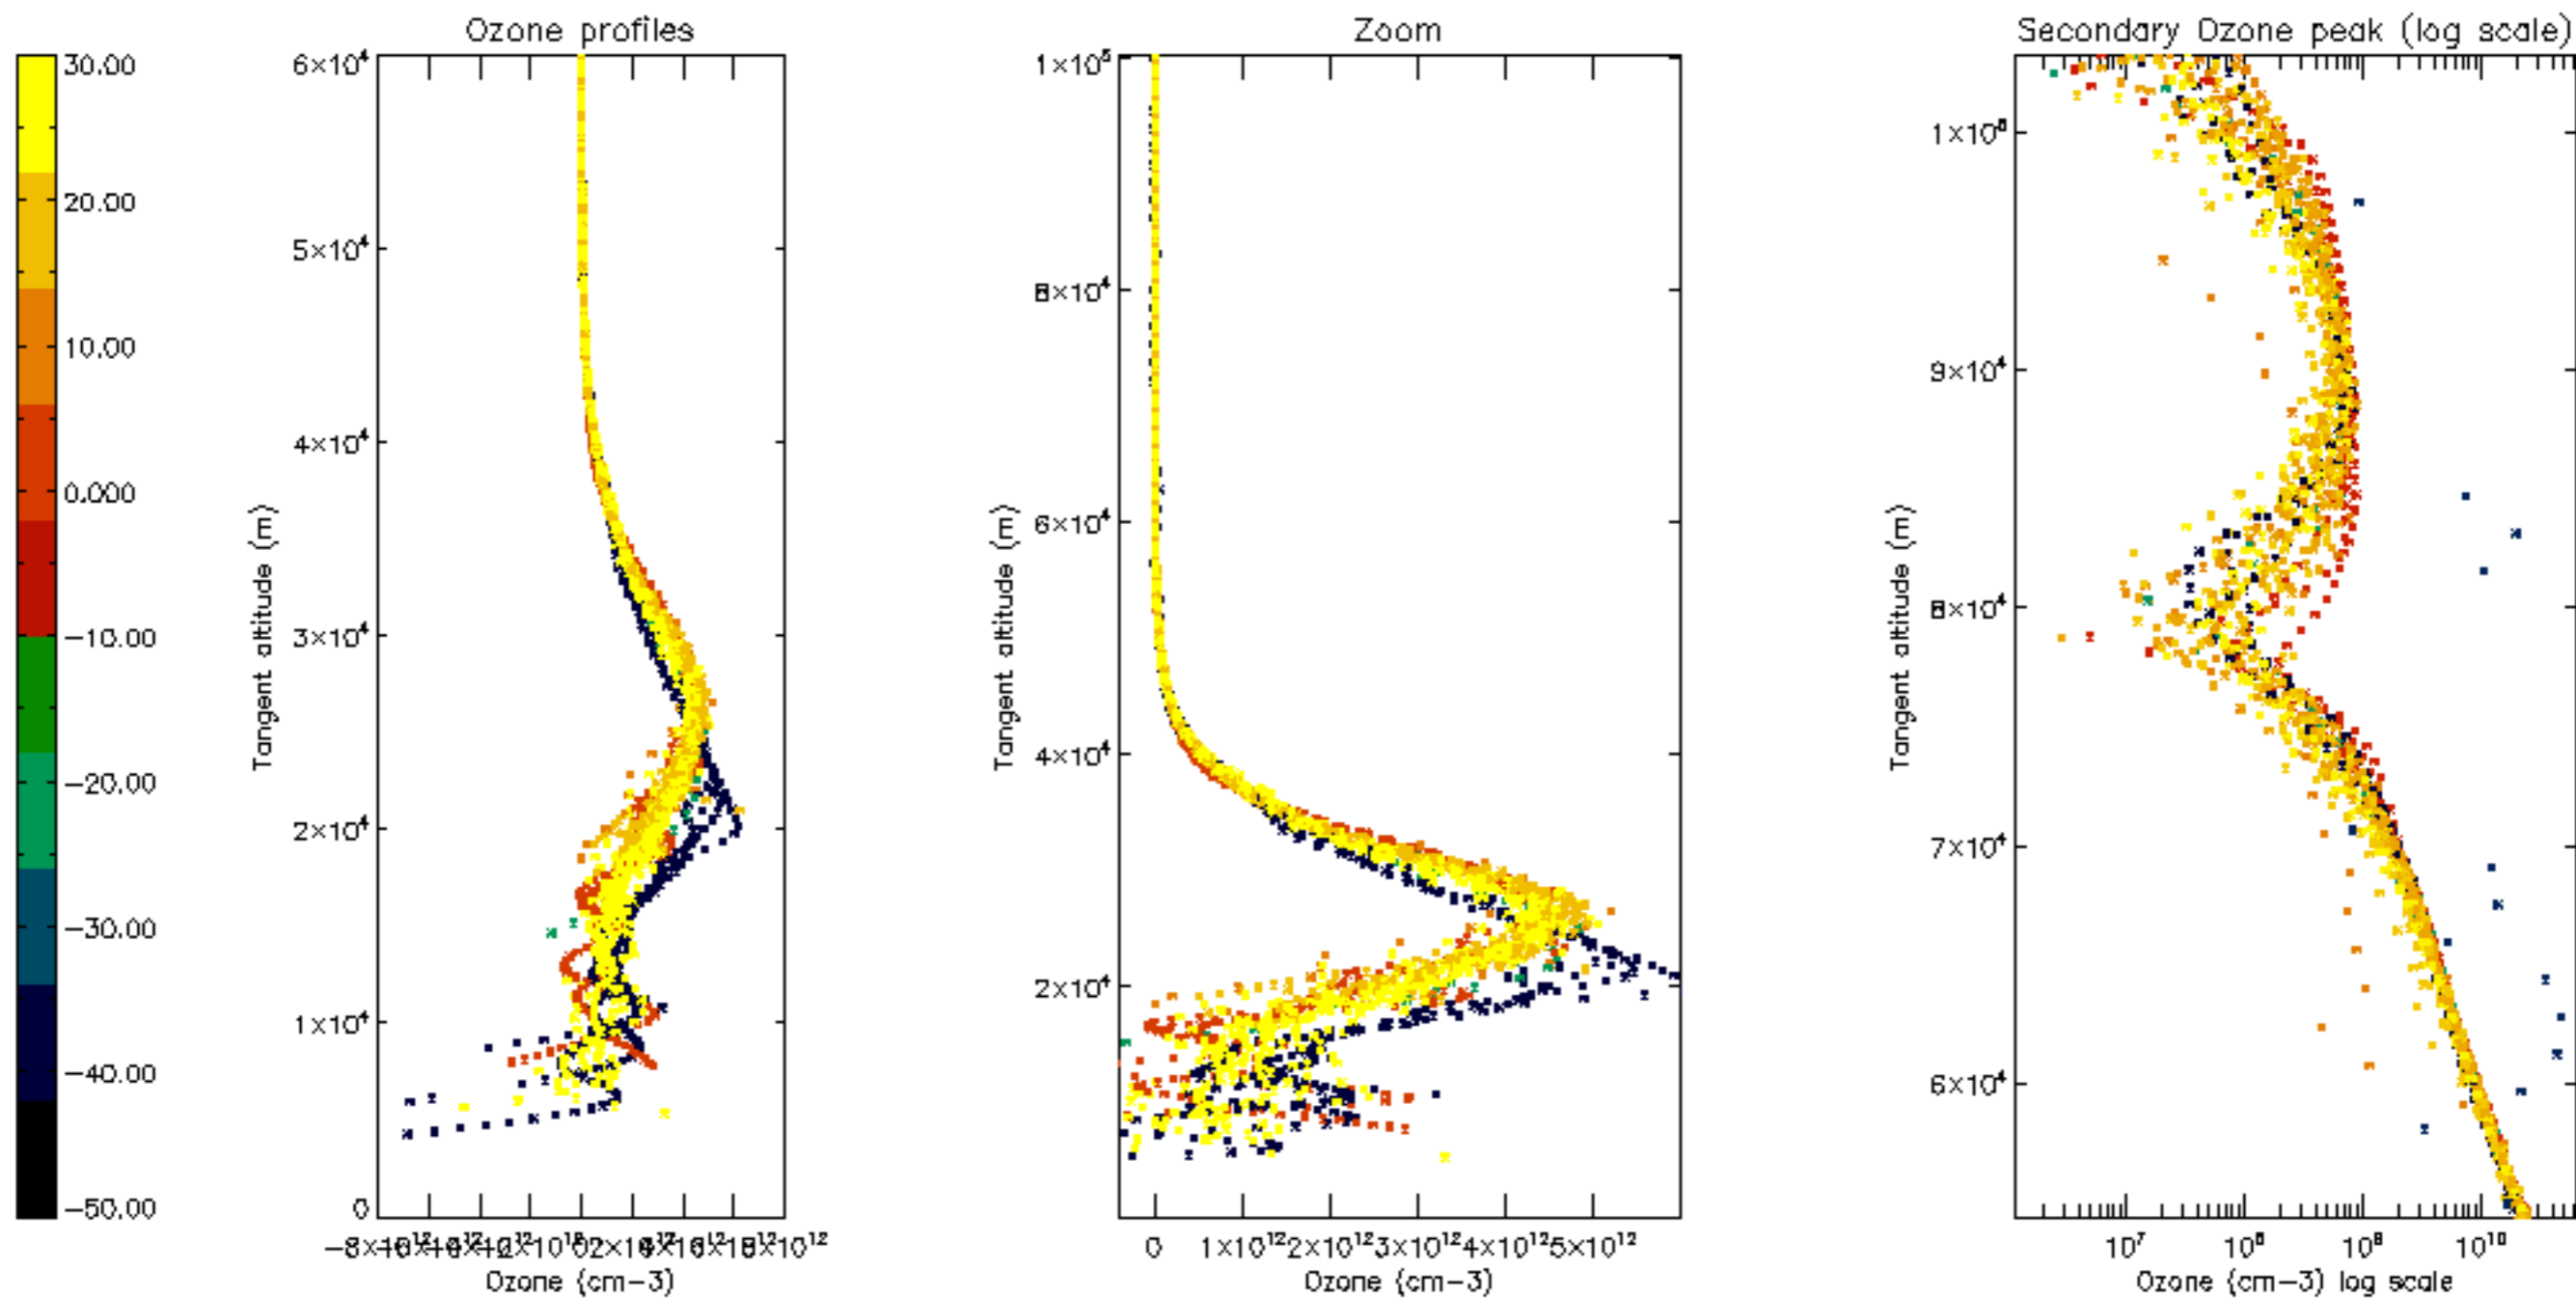 Ozone profiles
Zoom
Secondary Ozone peak (log scale)
30.00
20.00
10.00
0.000
−10.00
−20.00
−30.00
−40.00
−50.00
6×10⁴
5×10⁴
4×10⁴
3×10⁴
2×10⁴
1×10⁴
0
Tangent altitude (m)
Ozone (cm−3)
1×10⁵
8×10⁴
6×10⁴
4×10⁴
2×10⁴
Tangent altitude (m)
0 1×10¹² 2×10¹² 3×10¹² 4×10¹² 5×10¹²
Ozone (cm−3)
1×10⁵
9×10⁴
8×10⁴
7×10⁴
6×10⁴
Tangent altitude (m)
10⁷ 10⁸ 10⁹ 10¹⁰
Ozone (cm−3) log scale